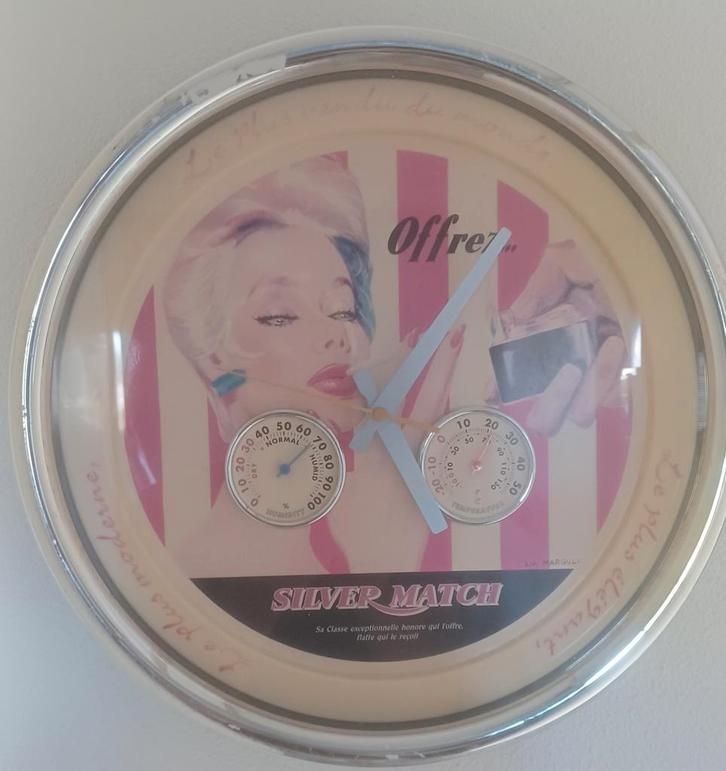 Le plus vendu du monde
Offrez...
0 10 20 30 40 50 60 70 80 90 100
DRY NORMAL HUMID
%
HUMIDITY
-20 -10 0 10 20 30 40 50
TEMPERATURE
Le plus moderne,
Le plus élégant,
SILVER MATCH
Sa Classe exceptionnelle honore qui l'offre,
flatte qui le reçoit